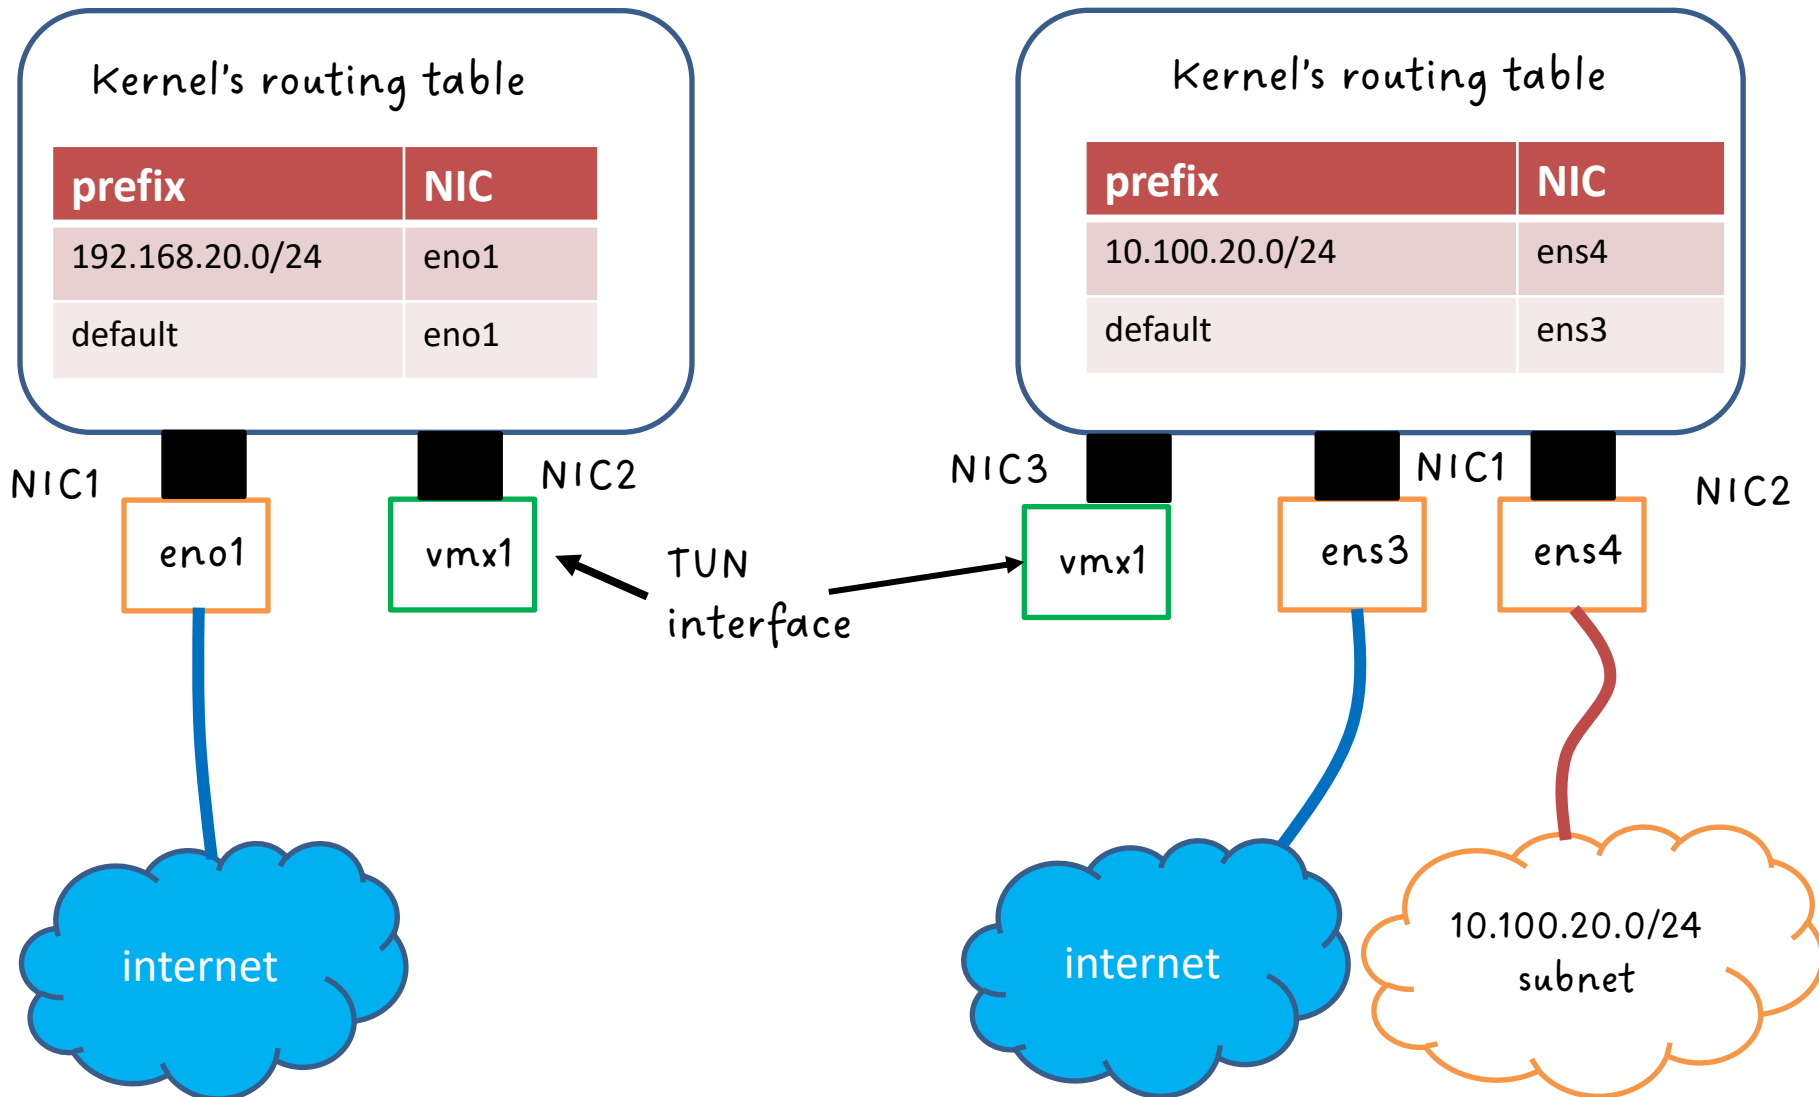 Kernel's routing table
prefix NIC
192.168.20.0/24 eno1
default eno1
NIC1
NIC2
eno1
vmx1
internet
TUN
interface
Kernel's routing table
prefix NIC
10.100.20.0/24 ens4
default ens3
NIC3
NIC1
NIC2
vmx1
ens3
ens4
internet
10.100.20.0/24
subnet